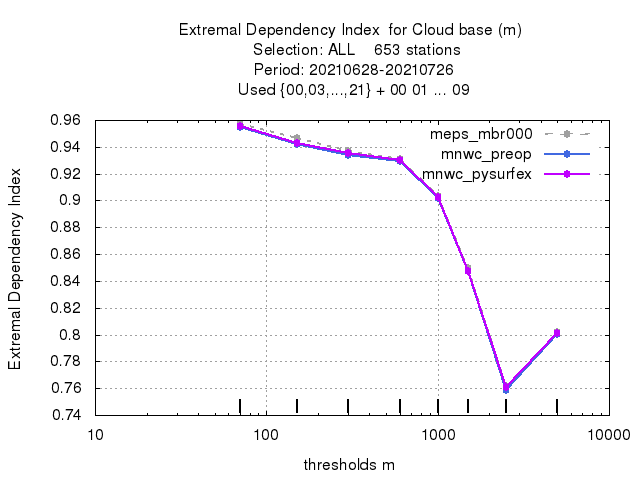 Extremal Dependency Index  for Cloud base (m)
Selection: ALL    653 stations
Period: 20210628-20210726
Used {00,03,...,21} + 00 01 ... 09
meps_mbr000
mnwc_preop
mnwc_pysurfex
Extremal Dependency Index
0.96
0.94
0.92
0.9
0.88
0.86
0.84
0.82
0.8
0.78
0.76
0.74
10 100 1000 10000
thresholds m